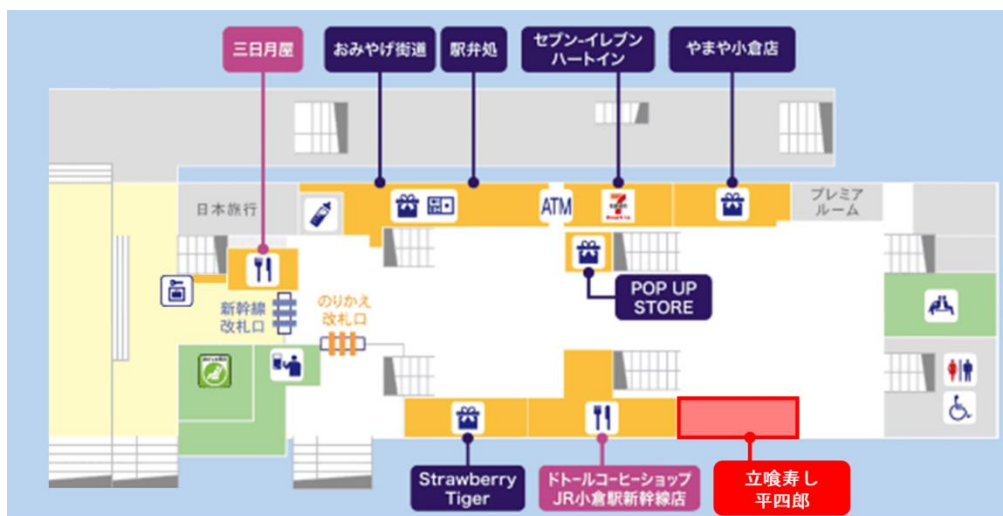 三日月屋
おみやげ街道
駅弁処
セブン-イレブン
ハートイン
やまや小倉店
日本旅行
ATM
プレミア
ルーム
POP UP
STORE
新幹線
改札口
のりかえ
改札口
Strawberry
Tiger
ドトールコーヒーショップ
JR小倉駅新幹線店
立喰寿し
平四郎